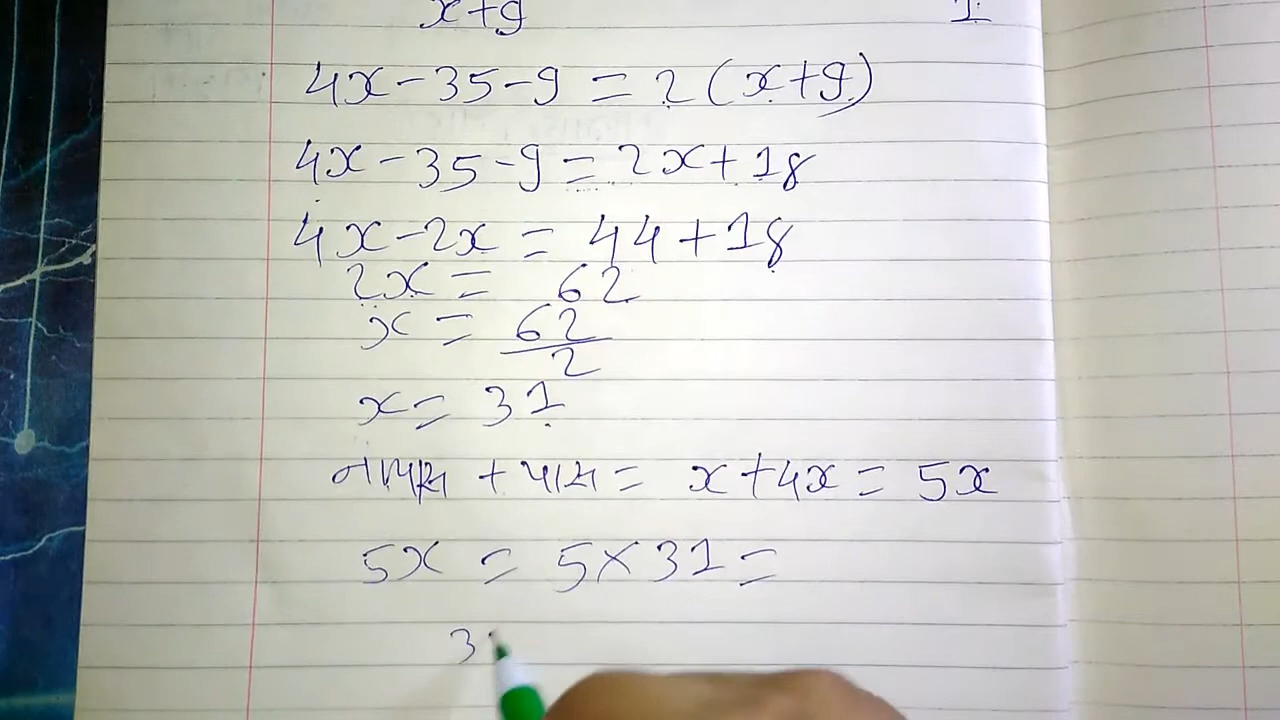 x+9 1
4x-35-9 = 2(x+9)
4x-35-9 = 2x+18
4x-2x = 44+18
2x = 62
x = 62/2
x = 31
નાપાસ + પાસ = x+4x = 5x
5x = 5×31 =
3